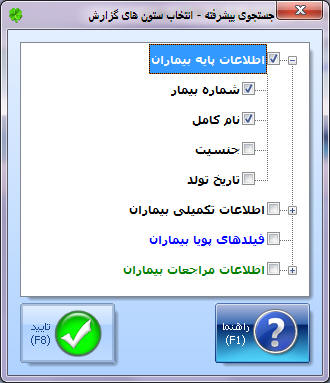 جستجوی پیشرفته - انتخاب ستون های گزارش
اطلاعات پایه بیماران
شماره بیمار
نام کامل
جنسیت
تاریخ تولد
اطلاعات تکمیلی بیماران
فیلدهای پویا بیماران
اطلاعات مراجعات بیماران
راهنما
(F1)
تایید
(F8)